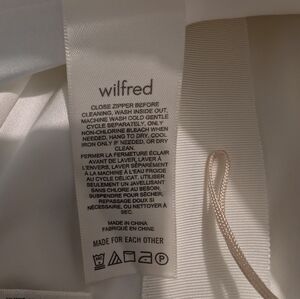 wilfred
CLOSE ZIPPER BEFORE
CLEANING, WASH INSIDE OUT,
MACHINE WASH COLD GENTLE
CYCLE SEPARATELY, ONLY
NON-CHLORINE BLEACH WHEN
NEEDED, HANG TO DRY, COOL
IRON ONLY IF NEEDED, OR DRY
CLEAN.
FERMER LA FERMETURE ÉCLAIR
AVANT DE LAVER, LAVER À
L'ENVERS, LAVER SÉPARÉMENT
À LA MACHINE À L'EAU FROIDE
AU CYCLE DÉLICAT, UTILISER
SEULEMENT UN JAVELLISANT
SANS CHLORE AU BESOIN,
SUSPENDRE POUR SÉCHER,
REPASSAGE DOUX SI
NÉCESSAIRE, OU NETTOYER À
SEC.
MADE IN CHINA
FABRIQUÉ EN CHINE
MADE FOR EACH OTHER